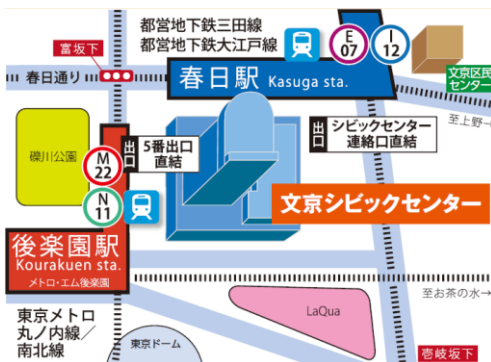 都営地下鉄三田線
都営地下鉄大江戸線
E
07
I
12
富坂下
春日通り
春日駅 Kasuga sta.
文京区民
センター
至上野→
礫川公園
M
22
N
11
出口
5番出口
直結
出口
シビックセンター
連絡口直結
文京シビックセンター
後楽園駅
Kourakuen sta.
メトロ・エム後楽園
東京メトロ
丸ノ内線／
南北線
至お茶の水→
LaQua
東京ドーム
壱岐坂下